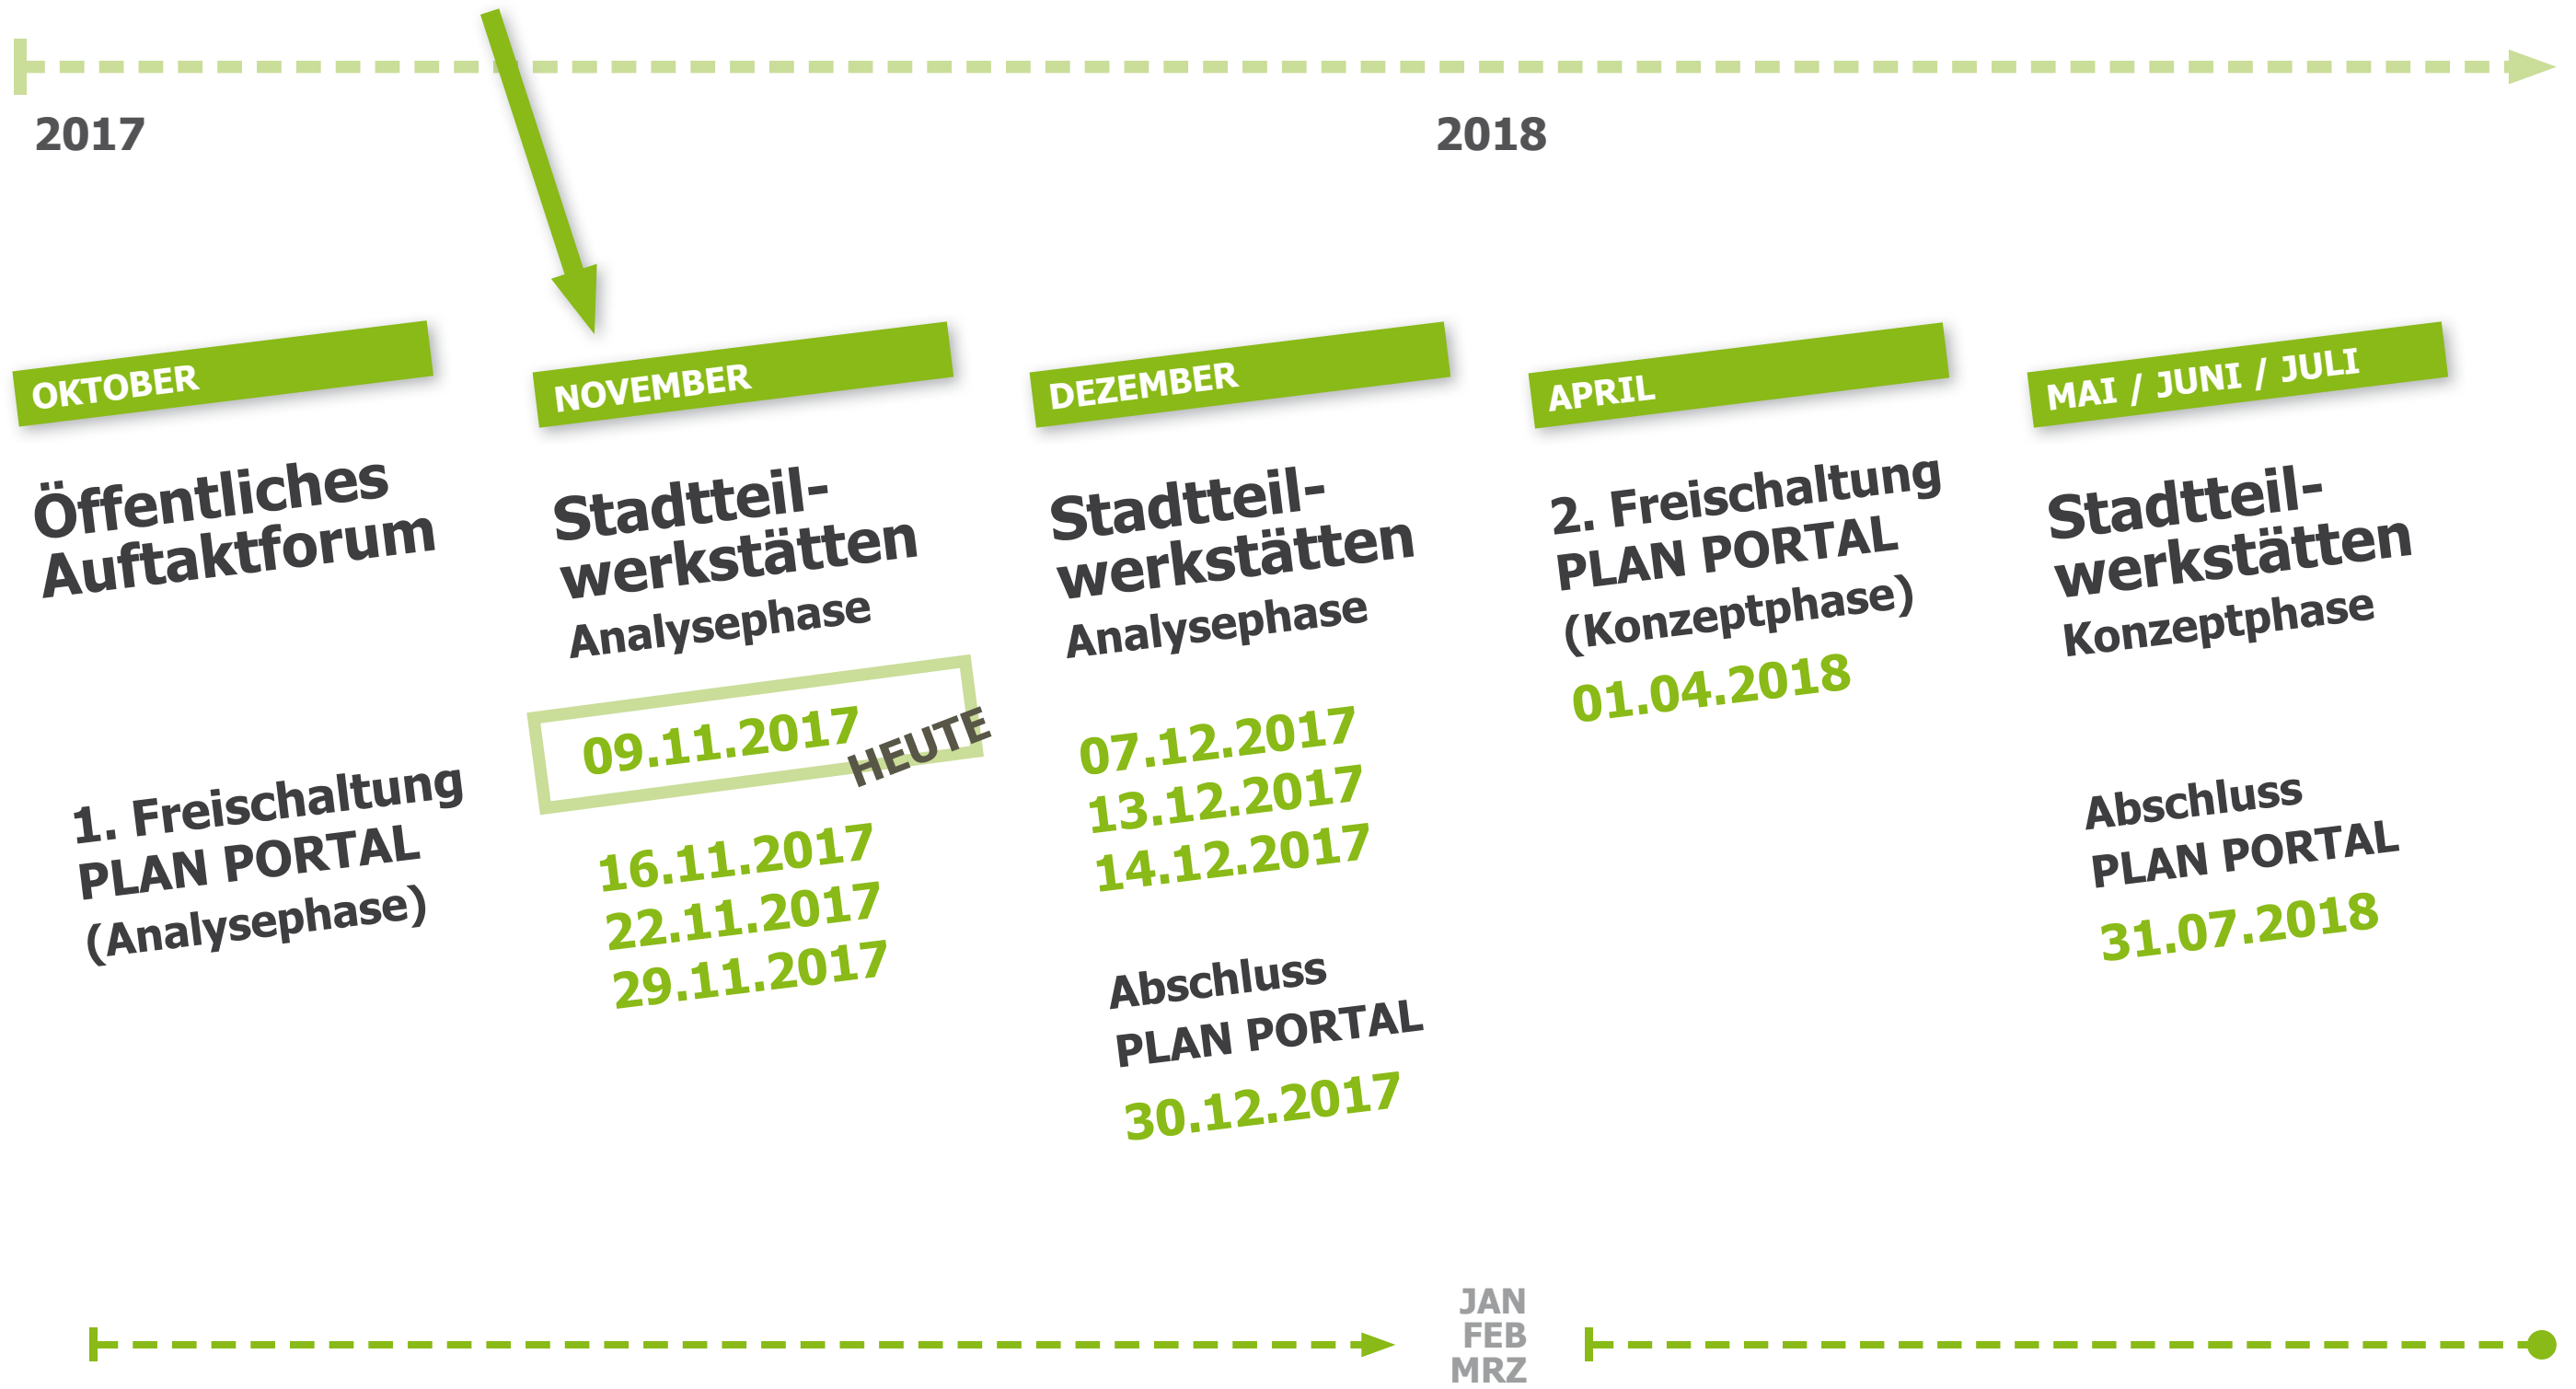 2017
2018
OKTOBER
Öffentliches
Auftaktforum
1. Freischaltung
PLAN PORTAL
(Analysephase)
NOVEMBER
Stadtteil-
werkstätten
Analysephase
09.11.2017
HEUTE
16.11.2017
22.11.2017
29.11.2017
DEZEMBER
Stadtteil-
werkstätten
Analysephase
07.12.2017
13.12.2017
14.12.2017
Abschluss
PLAN PORTAL
30.12.2017
APRIL
2. Freischaltung
PLAN PORTAL
(Konzeptphase)
01.04.2018
MAI / JUNI / JULI
Stadtteil-
werkstätten
Konzeptphase
Abschluss
PLAN PORTAL
31.07.2018
JAN
FEB
MRZ